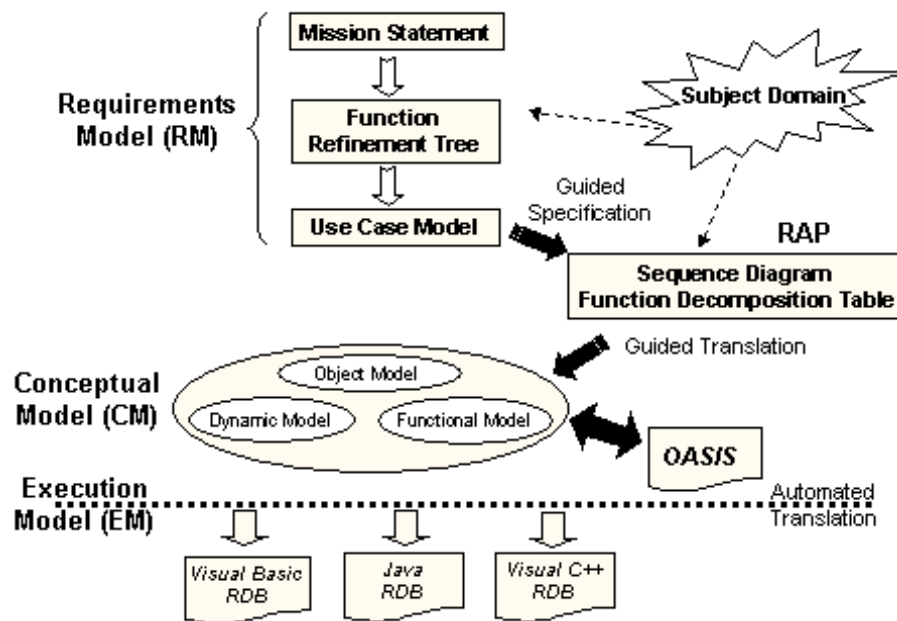 Mission Statement
Requirements
Model (RM)
Function
Refinement Tree
Subject Domain
Use Case Model
Guided
Specification
RAP
Sequence Diagram
Function Decomposition Table
Guided Translation
Conceptual
Model (CM)
Object Model
Dynamic Model
Functional Model
OASIS
Execution
Model (EM)
Automated
Translation
Visual Basic
RDB
Java
RDB
Visual C++
RDB